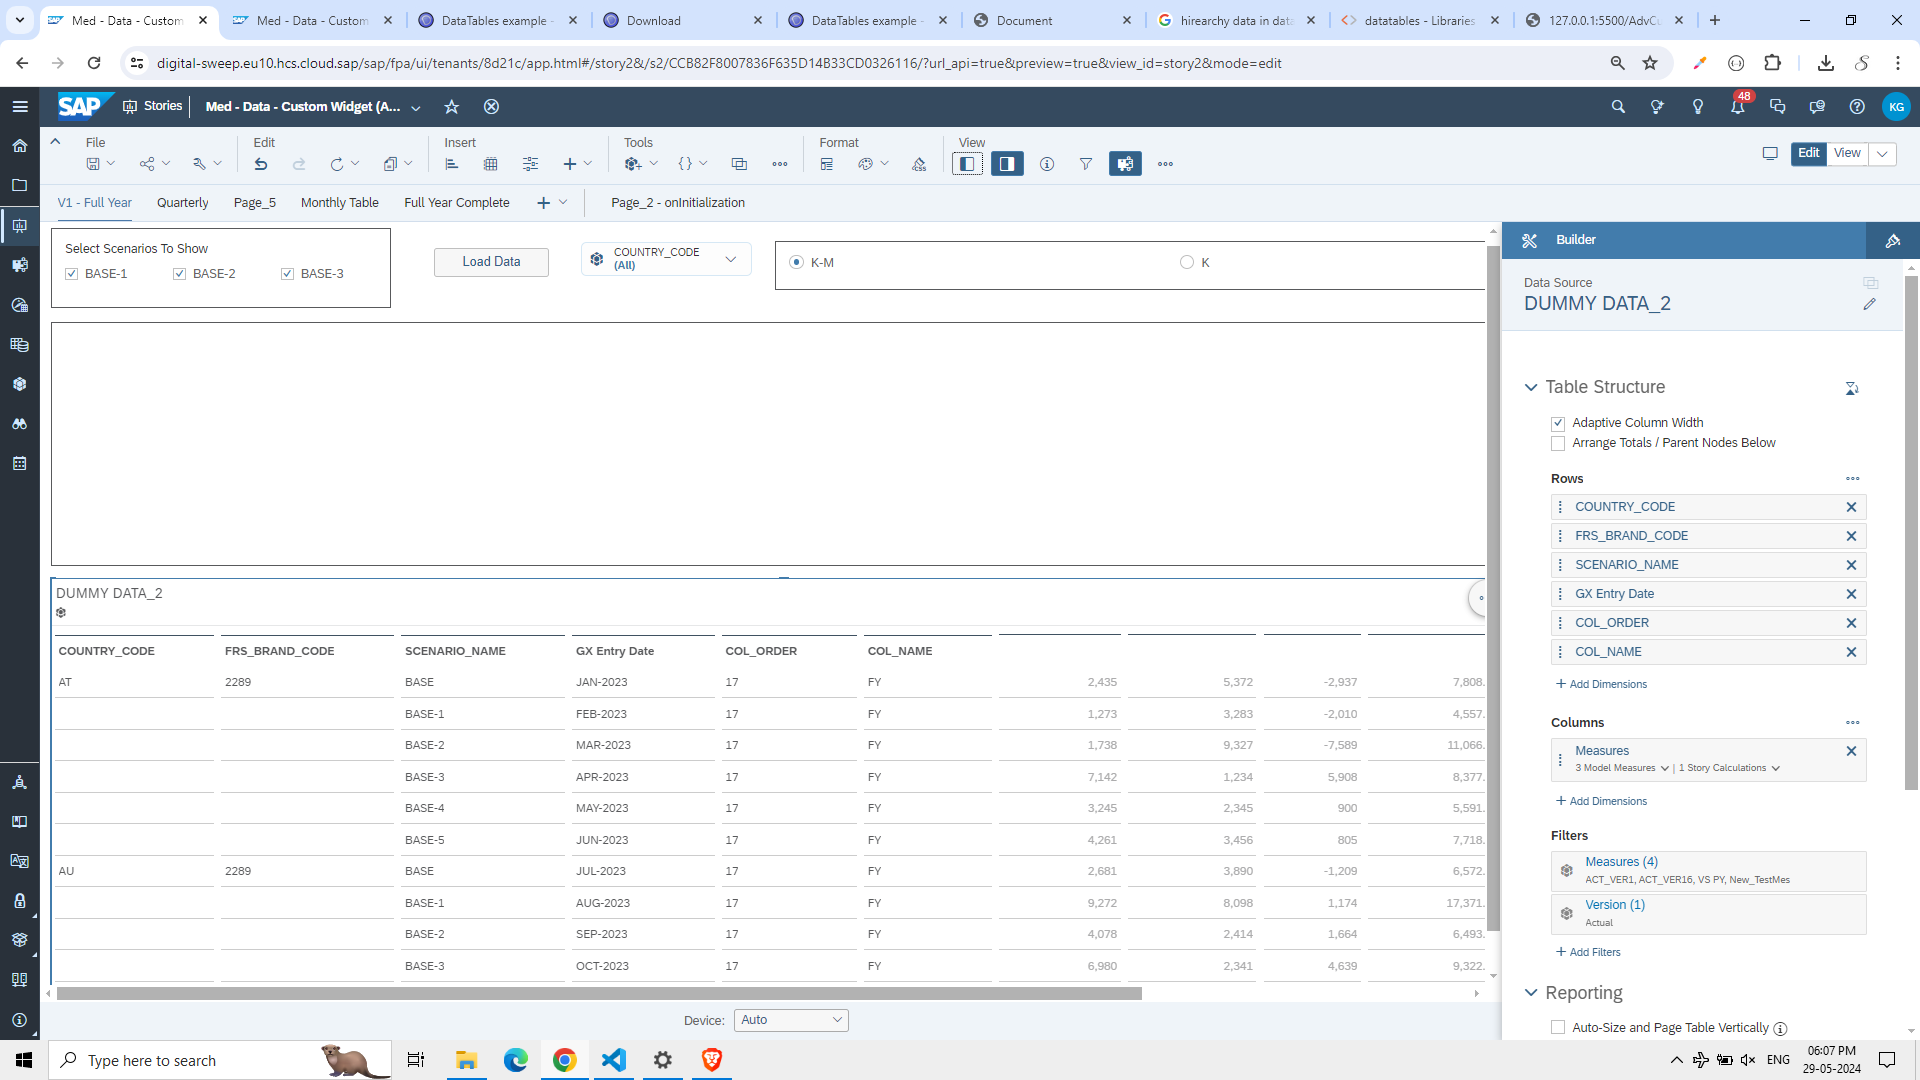 Med - Data - Custom
Med - Data - Custom
DataTables example -
Download
DataTables example -
Document
hirearchy data in data
datatables - Libraries
127.0.0.1:5500/AdvCu
digital-sweep.eu10.hcs.cloud.sap/sap/fpa/ui/tenants/8d21c/app.html#/story2&/s2/CCB82F8007836F635D14B33CD0326116/?url_api=true&preview=true&view_id=story2&mode=edit
SAP
Stories
Med - Data - Custom Widget (A...
48
KG
File
Edit
Insert
Tools
Format
View
Edit
View
V1 - Full Year
Quarterly
Page_5
Monthly Table
Full Year Complete
Page_2 - onInitialization
Select Scenarios To Show
BASE-1
BASE-2
BASE-3
Load Data
COUNTRY_CODE
(All)
K-M
K
DUMMY DATA_2
COUNTRY_CODE FRS_BRAND_CODE SCENARIO_NAME GX Entry Date COL_ORDER COL_NAME
AT 2289 BASE JAN-2023 17 FY 2,435 5,372 -2,937 7,808.
BASE-1 FEB-2023 17 FY 1,273 3,283 -2,010 4,557.
BASE-2 MAR-2023 17 FY 1,738 9,327 -7,589 11,066.
BASE-3 APR-2023 17 FY 7,142 1,234 5,908 8,377.
BASE-4 MAY-2023 17 FY 3,245 2,345 900 5,591.
BASE-5 JUN-2023 17 FY 4,261 3,456 805 7,718.
AU 2289 BASE JUL-2023 17 FY 2,681 3,890 -1,209 6,572.
BASE-1 AUG-2023 17 FY 9,272 8,098 1,174 17,371.
BASE-2 SEP-2023 17 FY 4,078 2,414 1,664 6,493.
BASE-3 OCT-2023 17 FY 6,980 2,341 4,639 9,322.
Device:
Auto
Builder
Data Source
DUMMY DATA_2
Table Structure
Adaptive Column Width
Arrange Totals / Parent Nodes Below
Rows
COUNTRY_CODE
FRS_BRAND_CODE
SCENARIO_NAME
GX Entry Date
COL_ORDER
COL_NAME
+ Add Dimensions
Columns
Measures
3 Model Measures | 1 Story Calculations
+ Add Dimensions
Filters
Measures (4)
ACT_VER1, ACT_VER16, VS PY, New_TestMes
Version (1)
Actual
+ Add Filters
Reporting
Auto-Size and Page Table Vertically
Type here to search
ENG
06:07 PM
29-05-2024